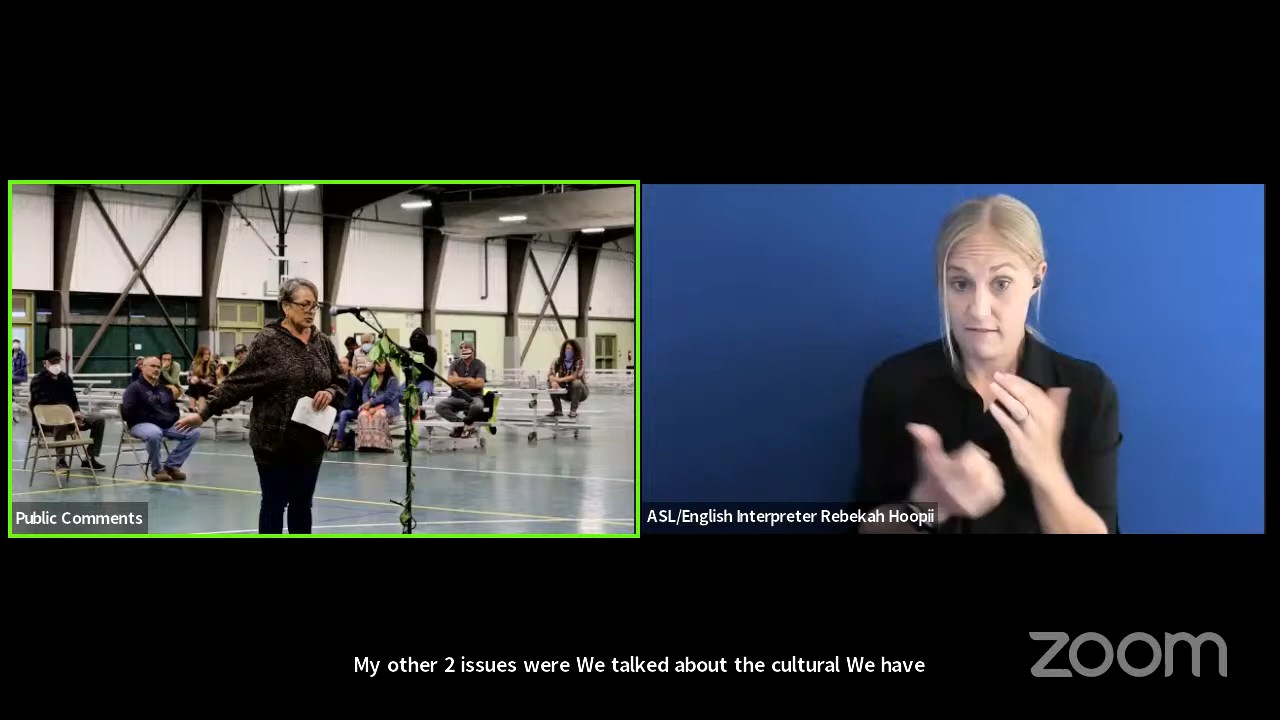 Public Comments
ASL/English Interpreter Rebekah Hoopii
My other 2 issues were We talked about the cultural We have
zoom